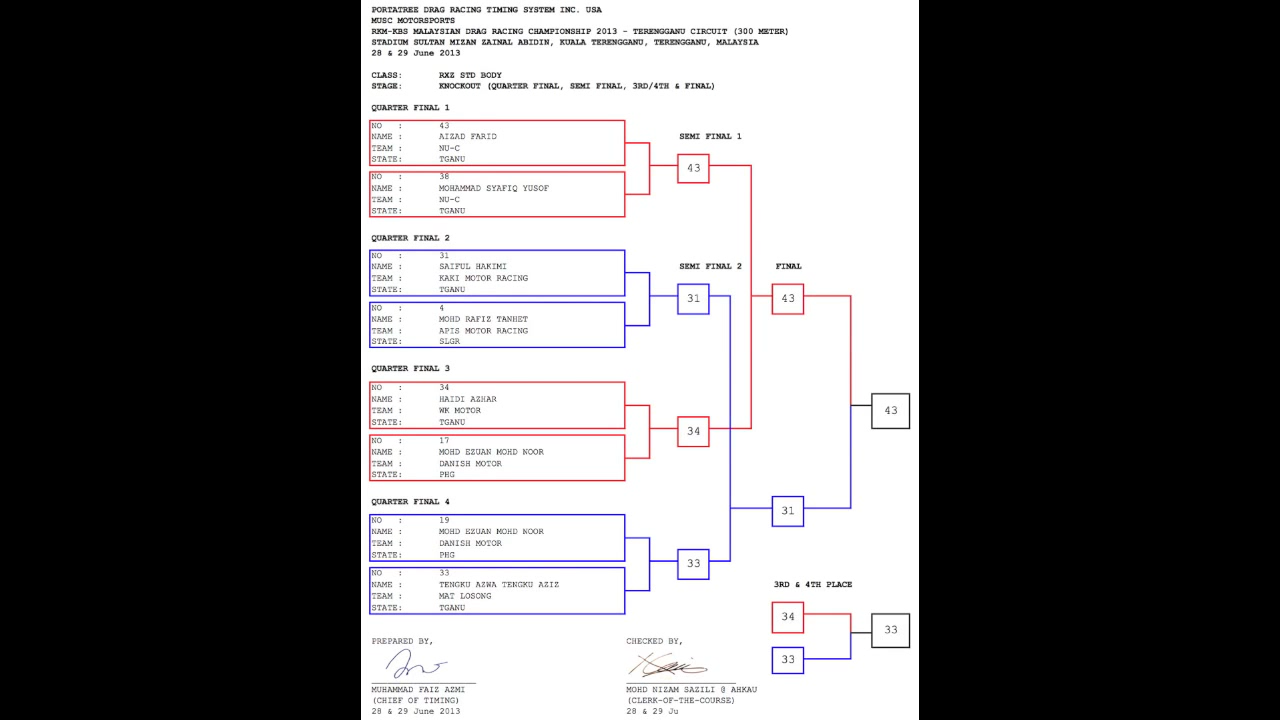 PORTATREE DRAG RACING TIMING SYSTEM INC. USA
MUSC MOTORSPORTS
RKM-KBS MALAYSIAN DRAG RACING CHAMPIONSHIP 2013 - TERENGGANU CIRCUIT (300 METER)
STADIUM SULTAN MIZAN ZAINAL ABIDIN, KUALA TERENGGANU, TERENGGANU, MALAYSIA
28 & 29 June 2013
CLASS: RXZ STD BODY
STAGE: KNOCKOUT (QUARTER FINAL, SEMI FINAL, 3RD/4TH & FINAL)
QUARTER FINAL 1
NO : 43
NAME : AIZAD FARID
TEAM : NU-C
STATE: TGANU
NO : 38
NAME : MOHAMMAD SYAFIQ YUSOF
TEAM : NU-C
STATE: TGANU
SEMI FINAL 1
43
QUARTER FINAL 2
NO : 31
NAME : SAIFUL HAKIMI
TEAM : KAKI MOTOR RACING
STATE: TGANU
NO : 4
NAME : MOHD RAFIZ TANHET
TEAM : APIS MOTOR RACING
STATE: SLGR
SEMI FINAL 2
31
FINAL
43
QUARTER FINAL 3
NO : 34
NAME : HAIDI AZHAR
TEAM : WK MOTOR
STATE: TGANU
NO : 17
NAME : MOHD EZUAN MOHD NOOR
TEAM : DANISH MOTOR
STATE: PHG
34
43
QUARTER FINAL 4
NO : 19
NAME : MOHD EZUAN MOHD NOOR
TEAM : DANISH MOTOR
STATE: PHG
NO : 33
NAME : TENGKU AZWA TENGKU AZIZ
TEAM : MAT LOSONG
STATE: TGANU
33
31
3RD & 4TH PLACE
34
33
33
PREPARED BY,
MUHAMMAD FAIZ AZMI
(CHIEF OF TIMING)
28 & 29 June 2013
CHECKED BY,
MOHD NIZAM SAZILI @ AHKAU
(CLERK-OF-THE-COURSE)
28 & 29 Ju